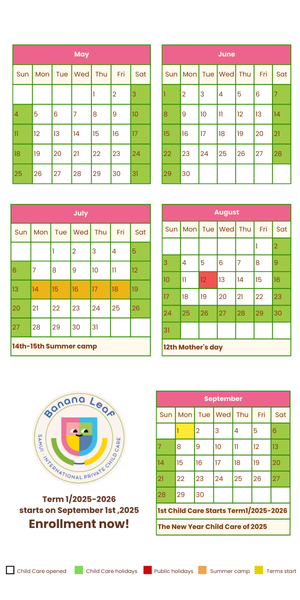 May
Sun Mon Tue Wed Thu Fri Sat
1 2 3
4 5 6 7 8 9 10
11 12 13 14 15 16 17
18 19 20 21 22 23 24
25 26 27 28 29 30 31
June
Sun Mon Tue Wed Thu Fri Sat
1 2 3 4 5 6 7
8 9 10 11 12 13 14
15 16 17 18 19 20 21
22 23 24 25 26 27 28
29 30
July
Sun Mon Tue Wed Thu Fri Sat
1 2 3 4 5
6 7 8 9 10 11 12
13 14 15 16 17 18 19
20 21 22 23 24 25 26
27 28 29 30 31
14th-15th Summer camp
August
Sun Mon Tue Wed Thu Fri Sat
1 2
3 4 5 6 7 8 9
10 11 12 13 14 15 16
17 18 19 20 21 22 23
24 25 26 27 28 29 30
31
12th Mother's day
Banana Leaf
SAMUI - INTERNATIONAL PRIVATE CHILD CARE
Term 1/2025-2026
starts on September 1st ,2025
Enrollment now!
September
Sun Mon Tue Wed Thu Fri Sat
1 2 3 4 5 6
7 8 9 10 11 12 13
14 15 16 17 18 19 20
21 22 23 24 25 26 27
28 29 30
1st Child Care Starts Term1/2025-2026
The New Year Child Care of 2025
Child Care opened Child Care holidays Public holidays Summer camp Terms start